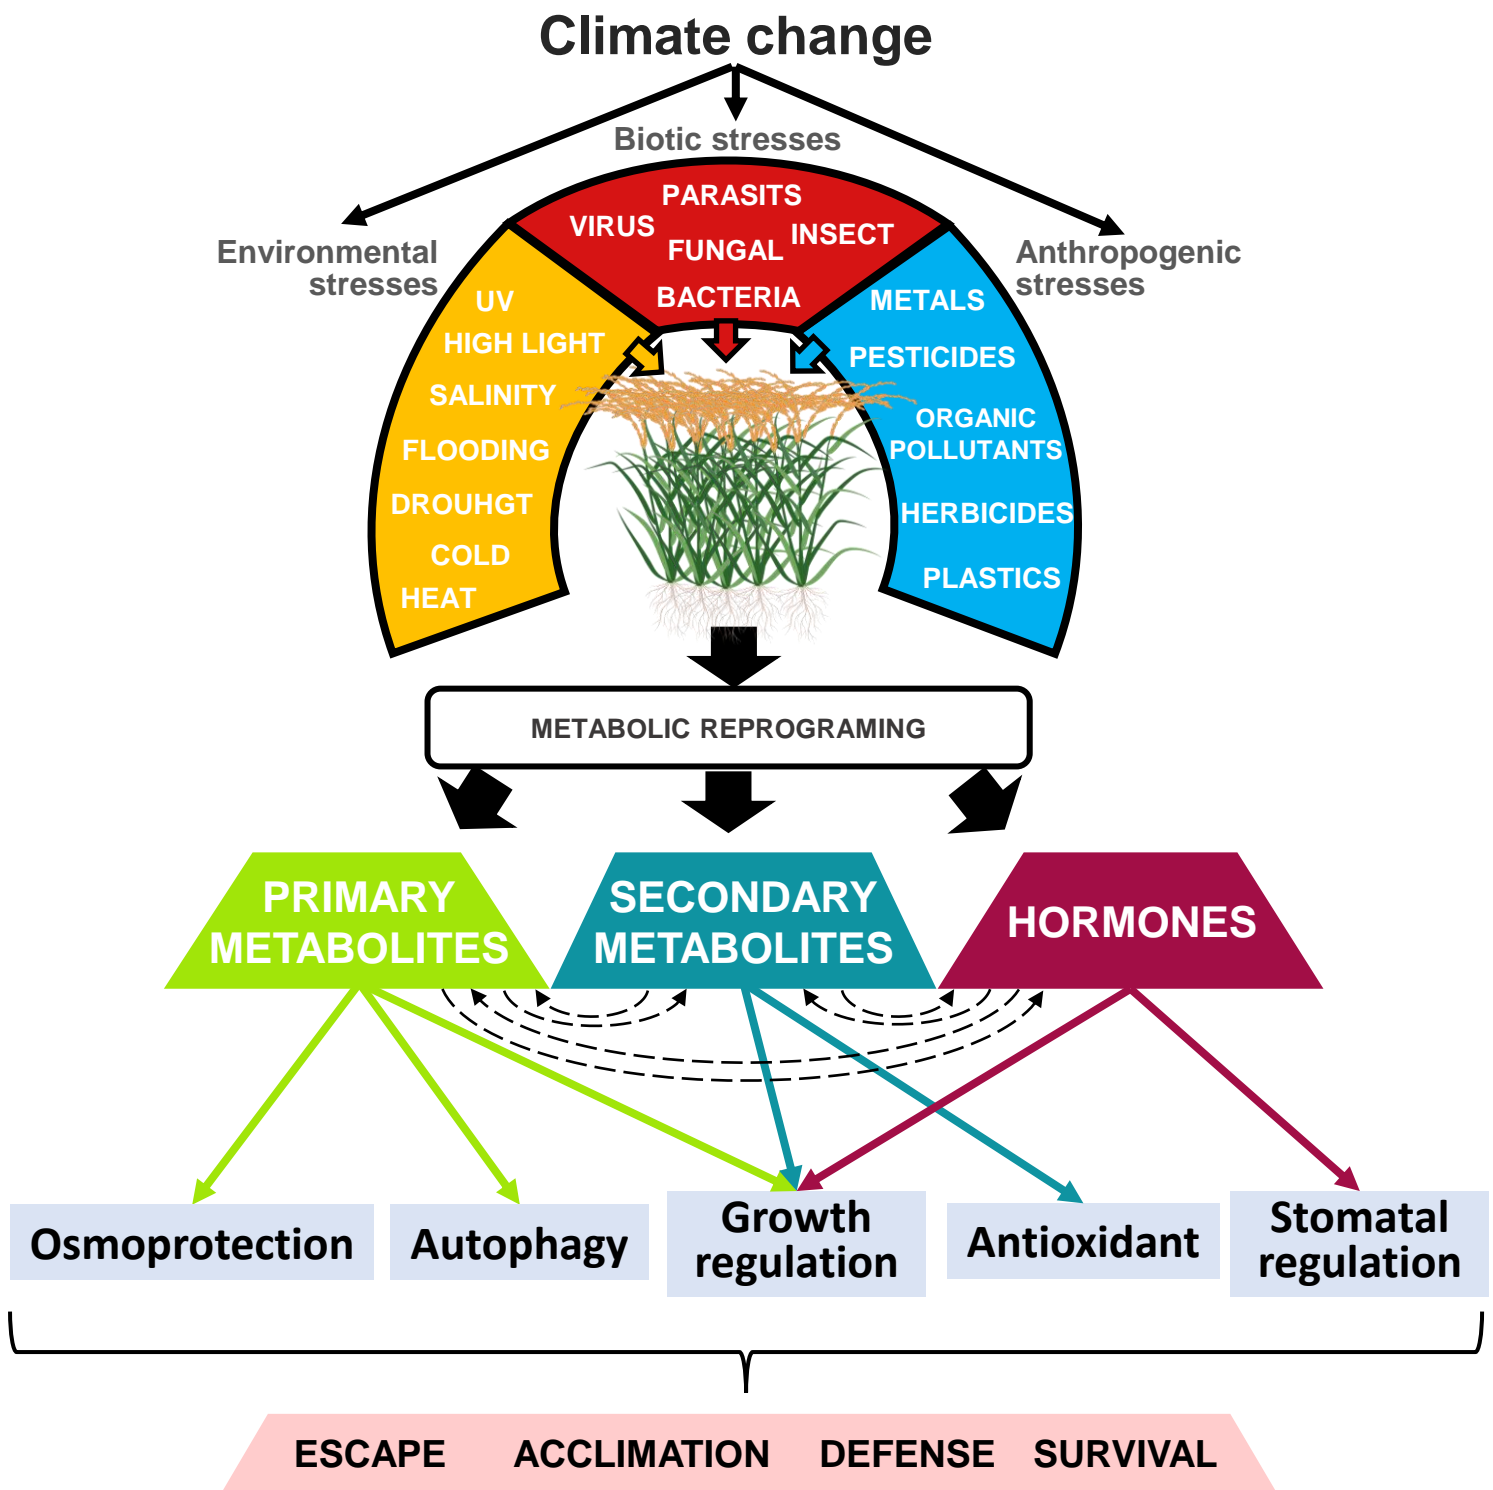 Climate change
Biotic stresses
Environmental
stresses
Anthropogenic
stresses
PARASITS
VIRUS
INSECT
FUNGAL
BACTERIA
UV
HIGH LIGHT
SALINITY
FLOODING
DROUHGT
COLD
HEAT
METALS
PESTICIDES
ORGANIC
POLLUTANTS
HERBICIDES
PLASTICS
METABOLIC REPROGRAMING
PRIMARY
METABOLITES
SECONDARY
METABOLITES
HORMONES
Osmoprotection
Autophagy
Growth
regulation
Antioxidant
Stomatal
regulation
ESCAPE ACCLIMATION DEFENSE SURVIVAL